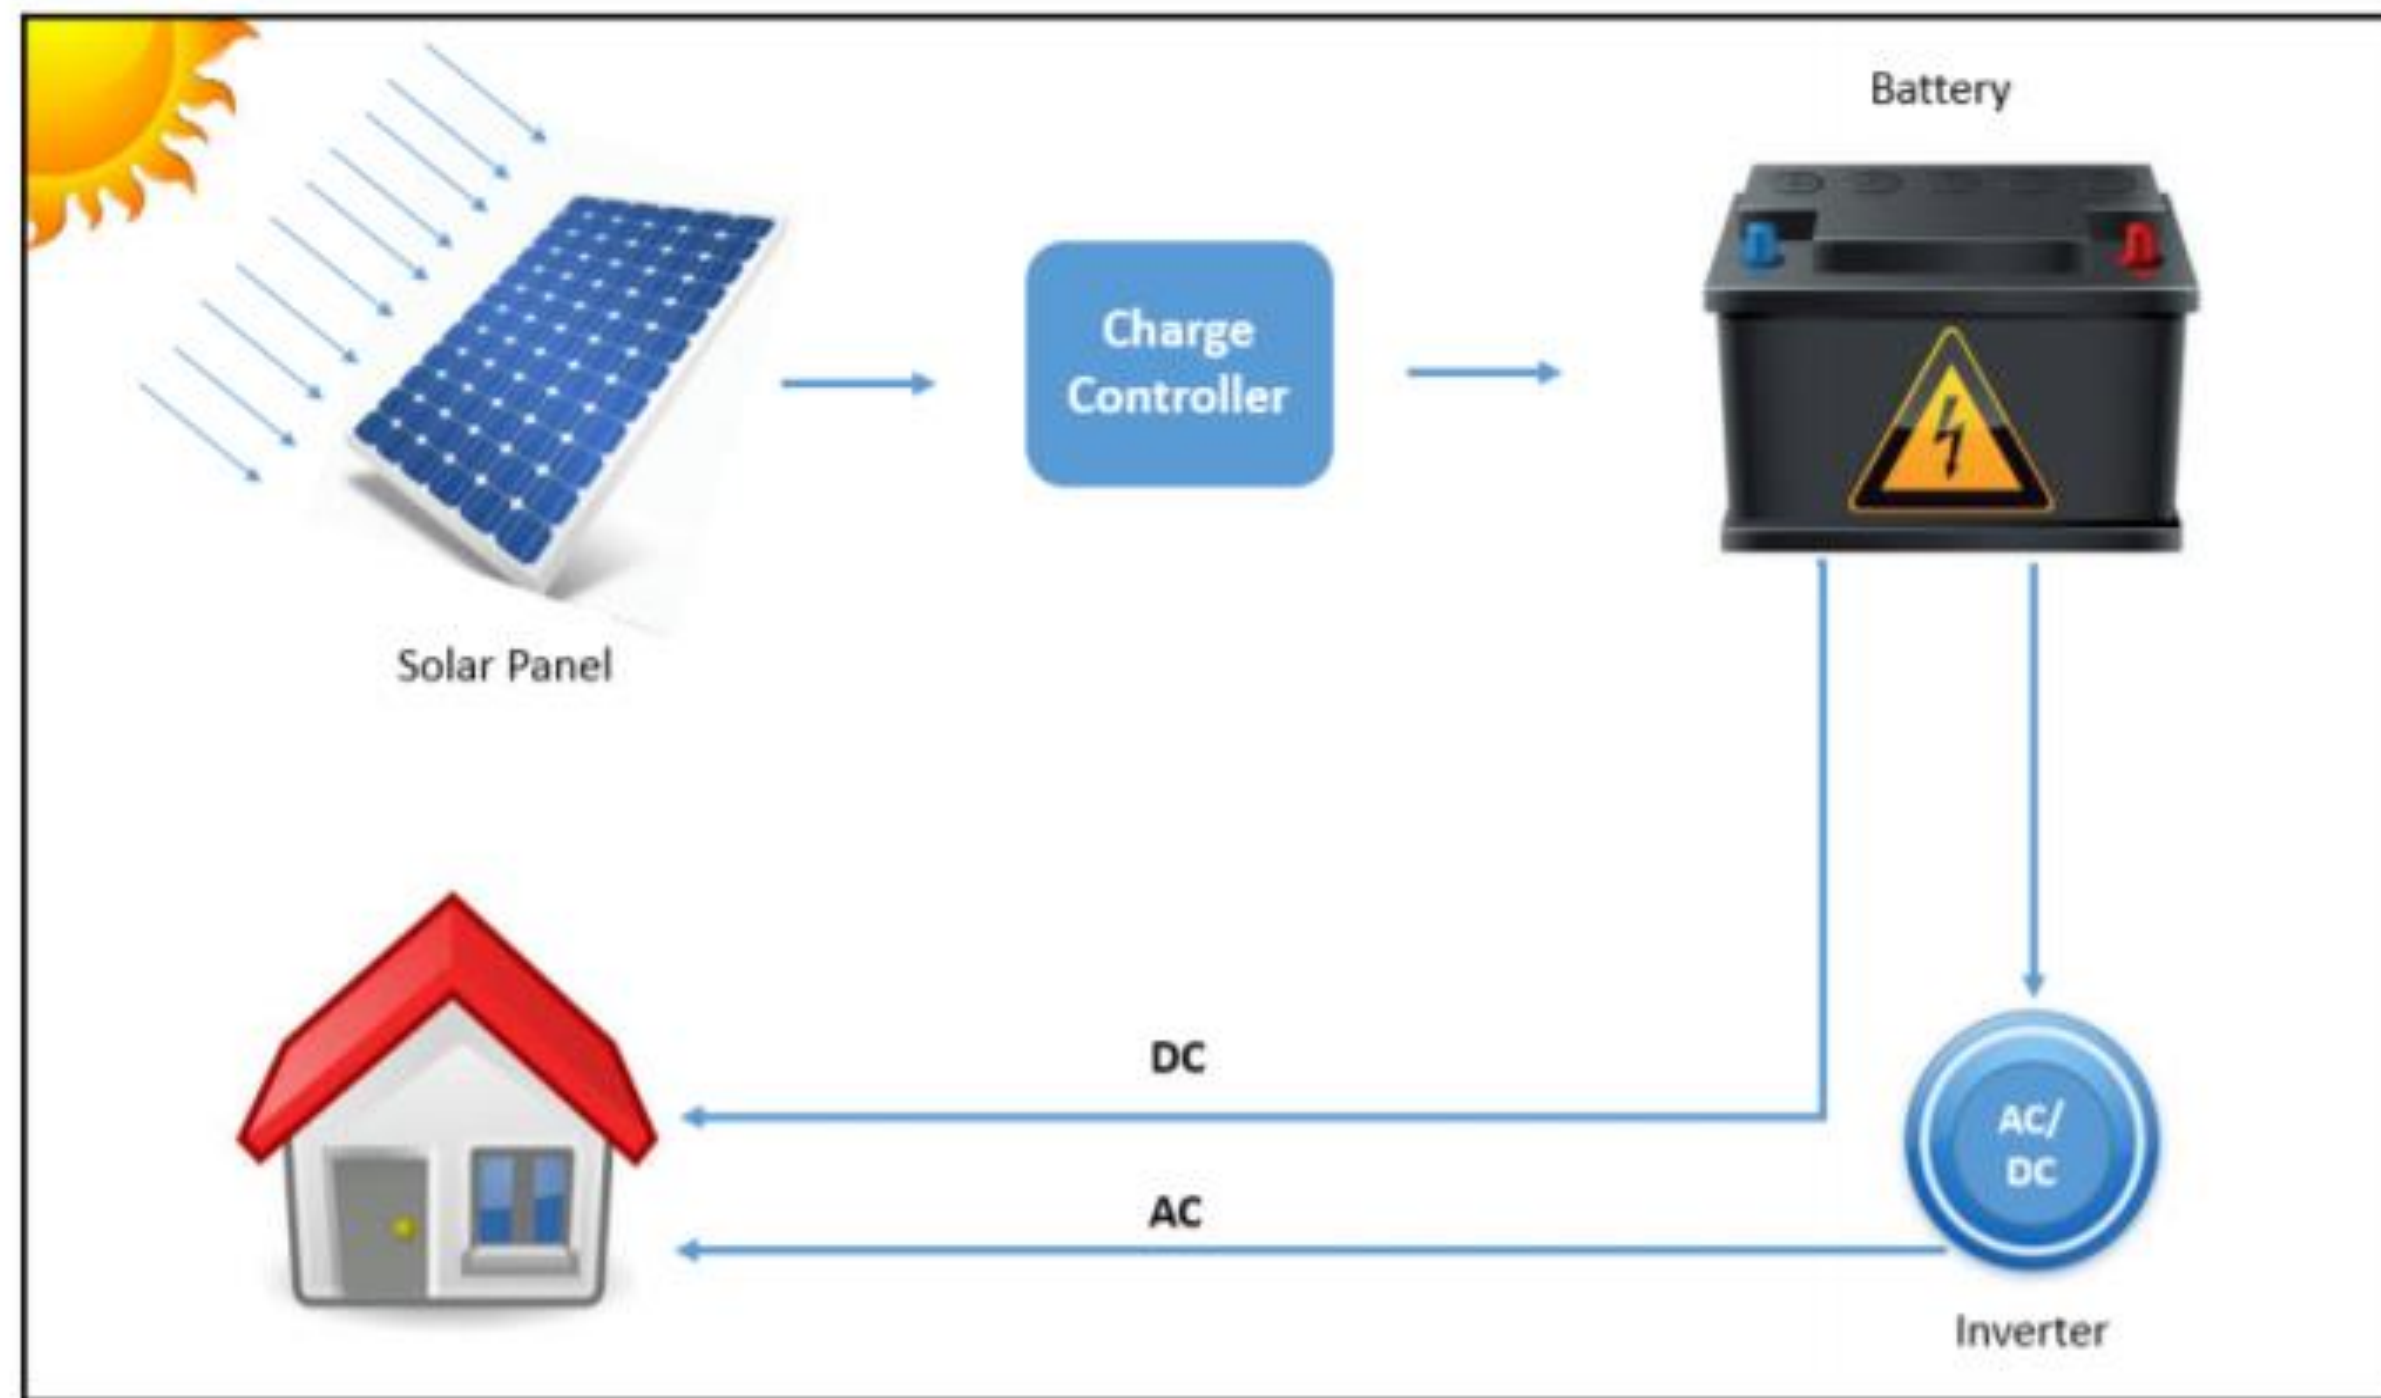 Battery
Charge
Controller
Solar Panel
DC
AC/
DC
AC
Inverter